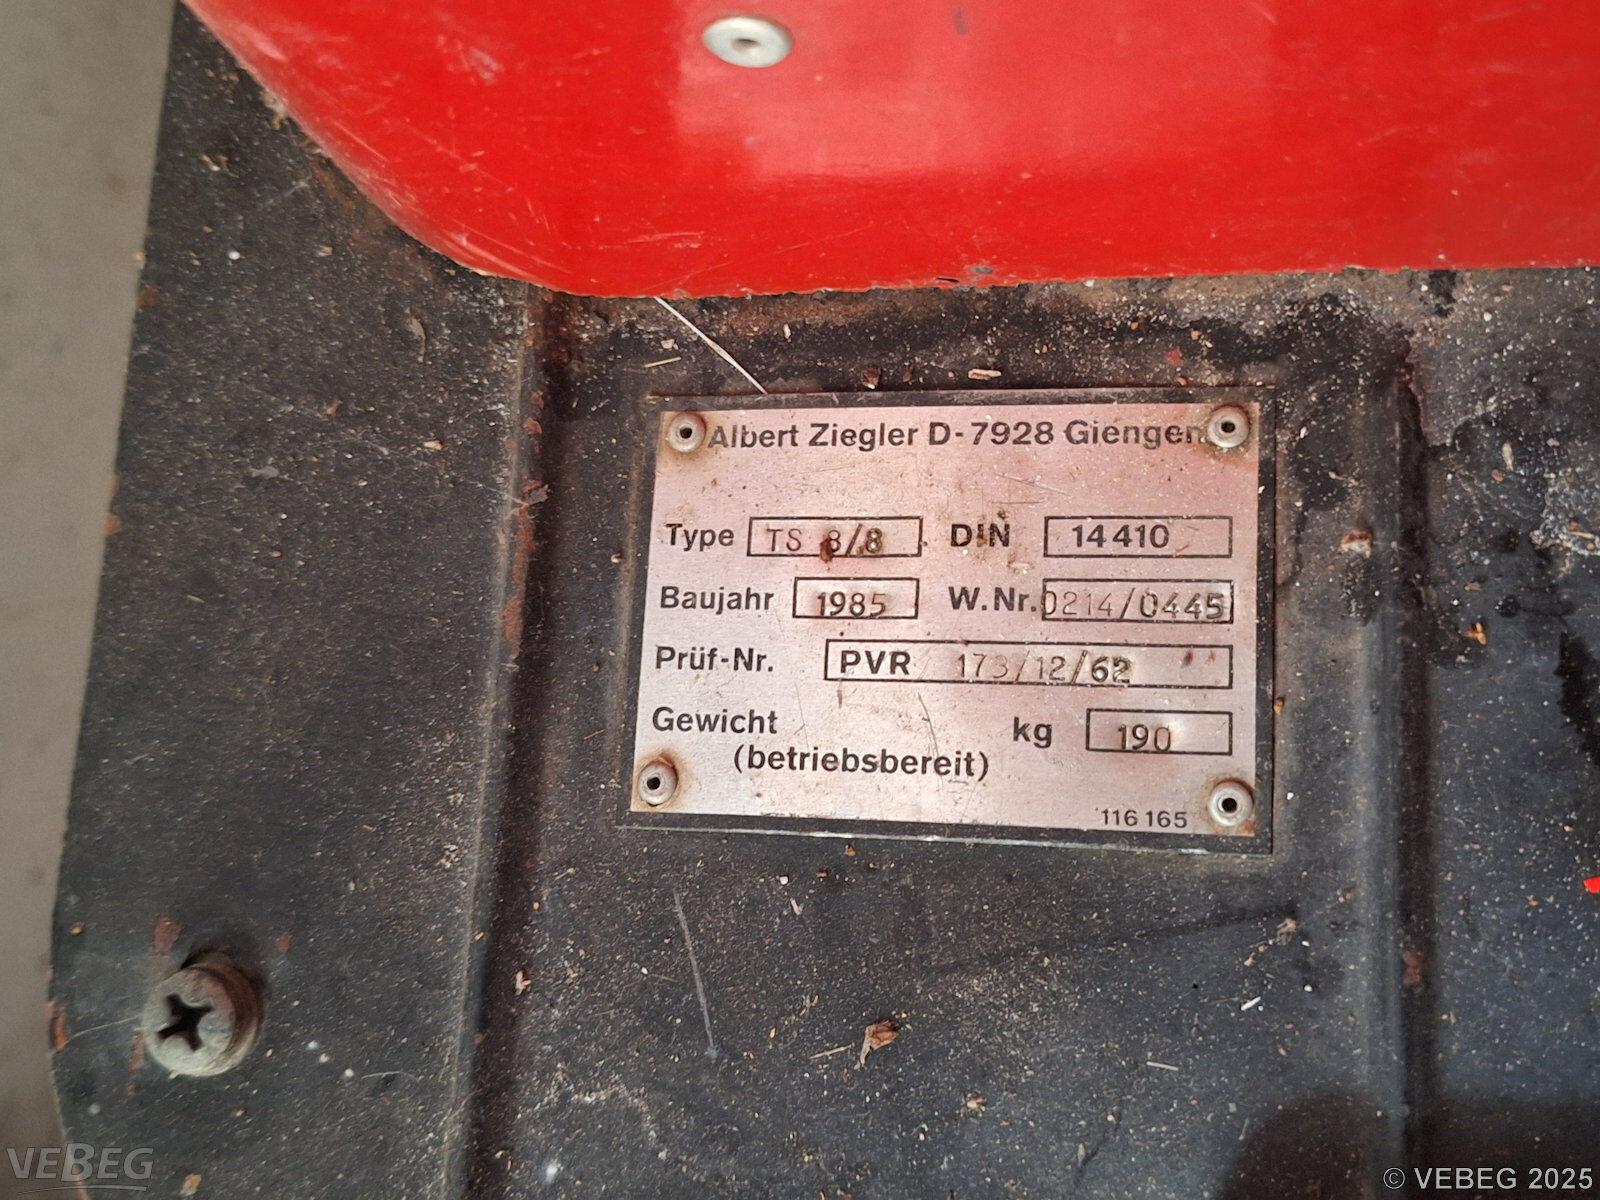 Albert Ziegler D-7928 Giengen
Type TS 8/8 DIN 14410
Baujahr 1985 W.Nr. 0214/0445
Prüf-Nr. PVR 173/12/62
Gewicht kg 190
(betriebsbereit)
116 165
VEBEG
© VEBEG 2025